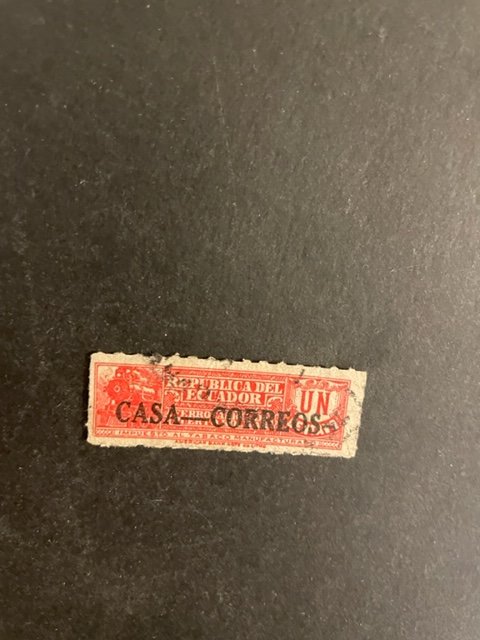 REPUBLICA DEL
ECUADOR
UN
CASA-CORREOS
IMPUESTO AL TABACO MANUFACTURADO